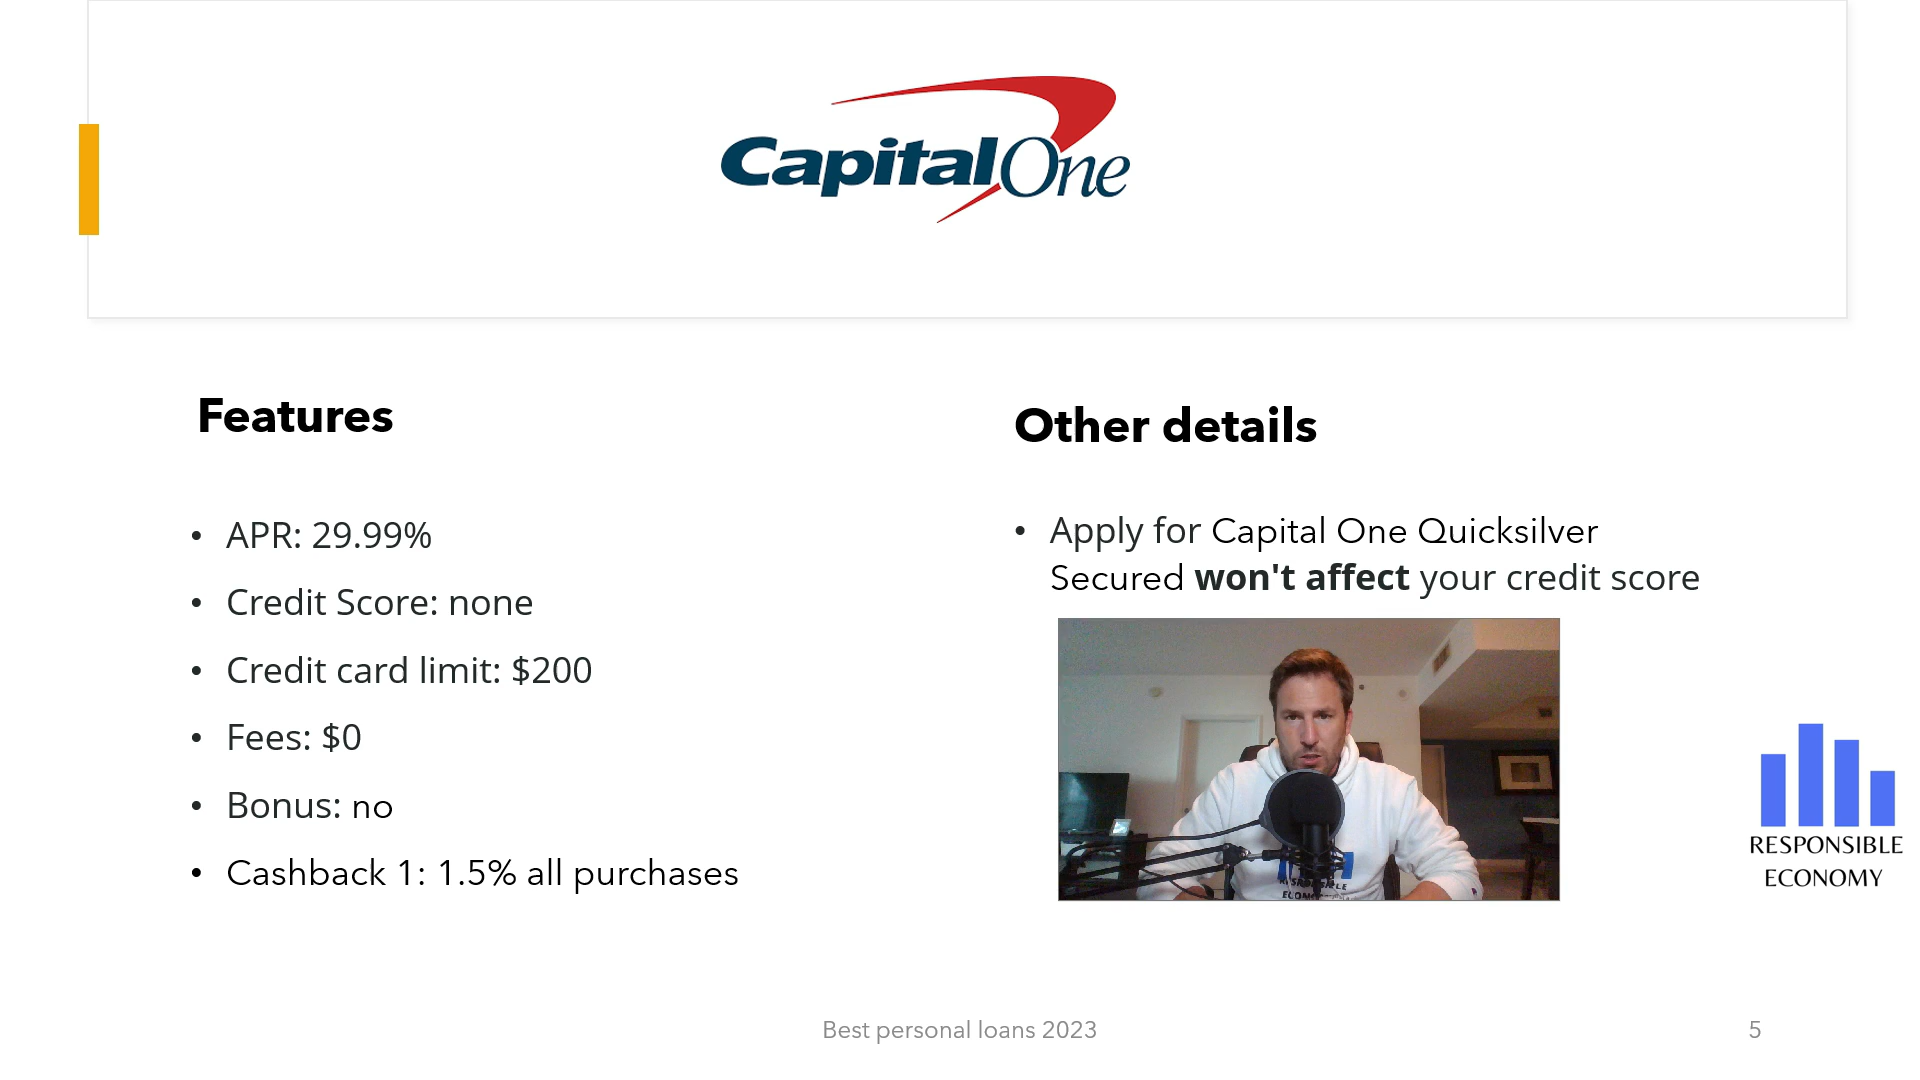 CapitalOne
Features
• APR: 29.99%
• Credit Score: none
• Credit card limit: $200
• Fees: $0
• Bonus: no
• Cashback 1: 1.5% all purchases
Other details
• Apply for Capital One Quicksilver
Secured won't affect your credit score
RESPONSIBLE
ECONOMY
Best personal loans 2023
5